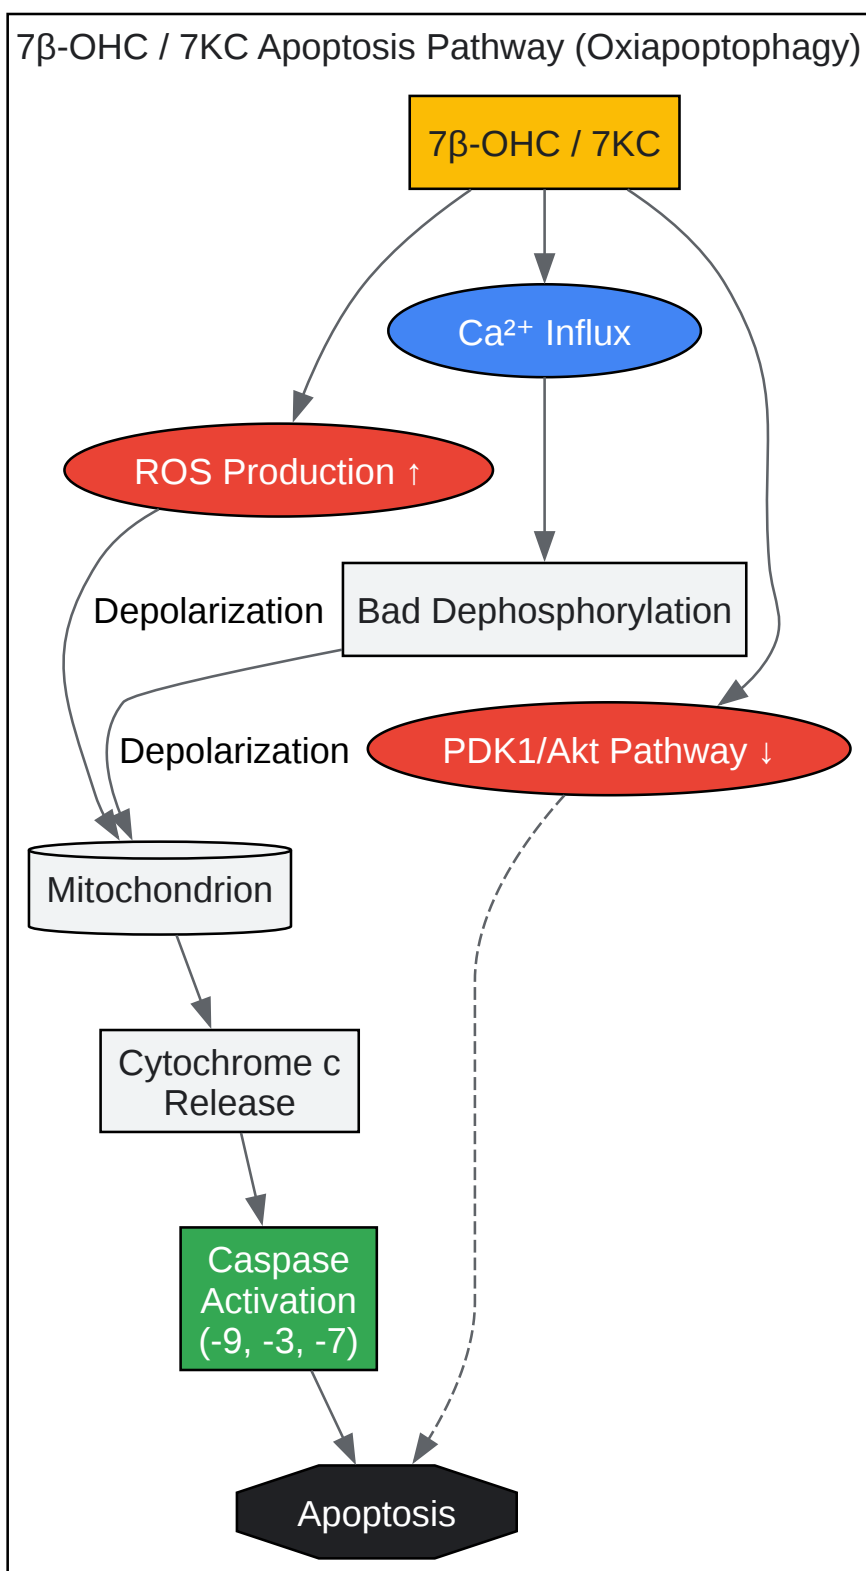 7β-OHC / 7KC Apoptosis Pathway (Oxiapoptophagy)
7β-OHC / 7KC
Ca²⁺ Influx
ROS Production ↑
Depolarization
Bad Dephosphorylation
Depolarization
PDK1/Akt Pathway ↓
Mitochondrion
Cytochrome c
Release
Caspase
Activation
(-9, -3, -7)
Apoptosis